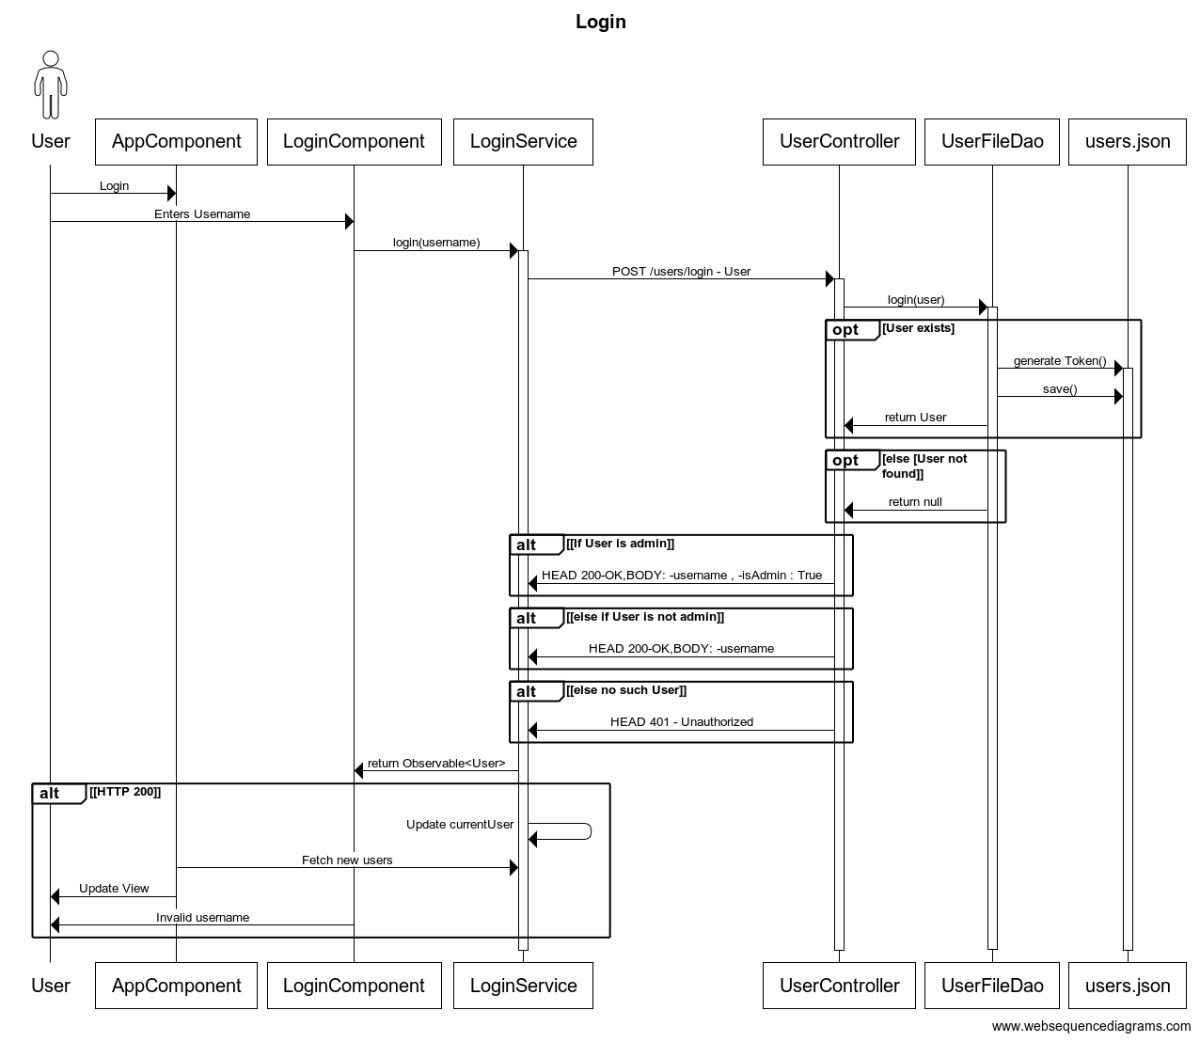 Login
User
AppComponent
LoginComponent
LoginService
UserController
UserFileDao
users.json
Login
Enters Username
login(username)
POST /users/login - User
login(user)
opt
[User exists]
generate Token()
save()
return User
opt
[else [User not
found]]
return null
alt
[[If User is admin]]
HEAD 200-OK,BODY: -username , -isAdmin : True
alt
[[else if User is not admin]]
HEAD 200-OK,BODY: -username
alt
[[else no such User]]
HEAD 401 - Unauthorized
return Observable<User>
alt
[[HTTP 200]]
Update currentUser
Fetch new users
Update View
Invalid username
User
AppComponent
LoginComponent
LoginService
UserController
UserFileDao
users.json
www.websequencediagrams.com